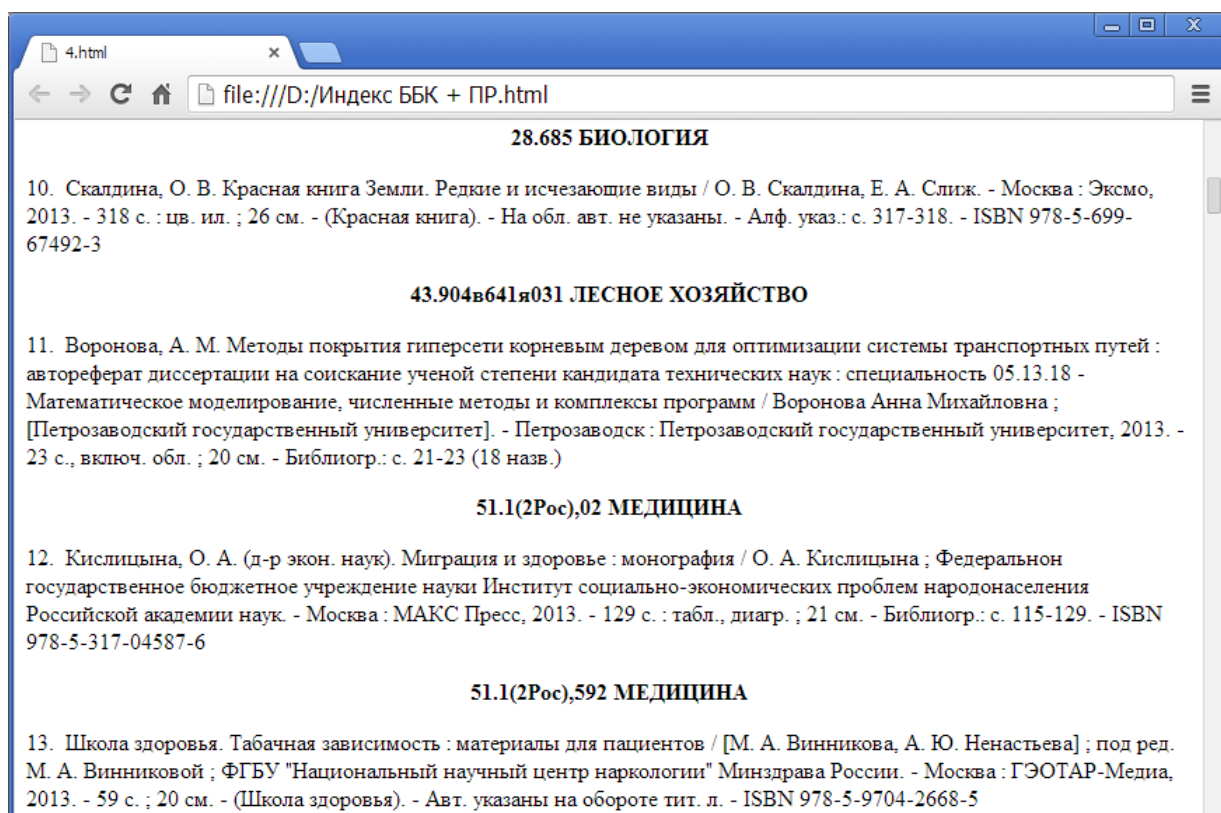 4.html
file:///D:/Индекс ББК + ПР.html
28.685 БИОЛОГИЯ
10. Скалдина, О. В. Красная книга Земли. Редкие и исчезающие виды / О. В. Скалдина, Е. А. Слиж. - Москва : Эксмо,
2013. - 318 с. : цв. ил. ; 26 см. - (Красная книга). - На обл. авт. не указаны. - Алф. указ.: с. 317-318. - ISBN 978-5-699-
67492-3
43.904в641я031 ЛЕСНОЕ ХОЗЯЙСТВО
11. Воронова, А. М. Методы покрытия гиперсети корневым деревом для оптимизации системы транспортных путей :
автореферат диссертации на соискание ученой степени кандидата технических наук : специальность 05.13.18 -
Математическое моделирование, численные методы и комплексы программ / Воронова Анна Михайловна ;
[Петрозаводский государственный университет]. - Петрозаводск : Петрозаводский государственный университет, 2013. -
23 с., включ. обл. ; 20 см. - Библиогр.: с. 21-23 (18 назв.)
51.1(2Рос),02 МЕДИЦИНА
12. Кислицына, О. А. (д-р экон. наук). Миграция и здоровье : монография / О. А. Кислицына ; Федеральнон
государственное бюджетное учреждение науки Институт социально-экономических проблем народонаселения
Российской академии наук. - Москва : МАКС Пресс, 2013. - 129 с. : табл., диагр. ; 21 см. - Библиогр.: с. 115-129. - ISBN
978-5-317-04587-6
51.1(2Рос),592 МЕДИЦИНА
13. Школа здоровья. Табачная зависимость : материалы для пациентов / [М. А. Винникова, А. Ю. Ненастьева] ; под ред.
М. А. Винниковой ; ФГБУ "Национальный научный центр наркологии" Минздрава России. - Москва : ГЭОТАР-Медиа,
2013. - 59 с. ; 20 см. - (Школа здоровья). - Авт. указаны на обороте тит. л. - ISBN 978-5-9704-2668-5